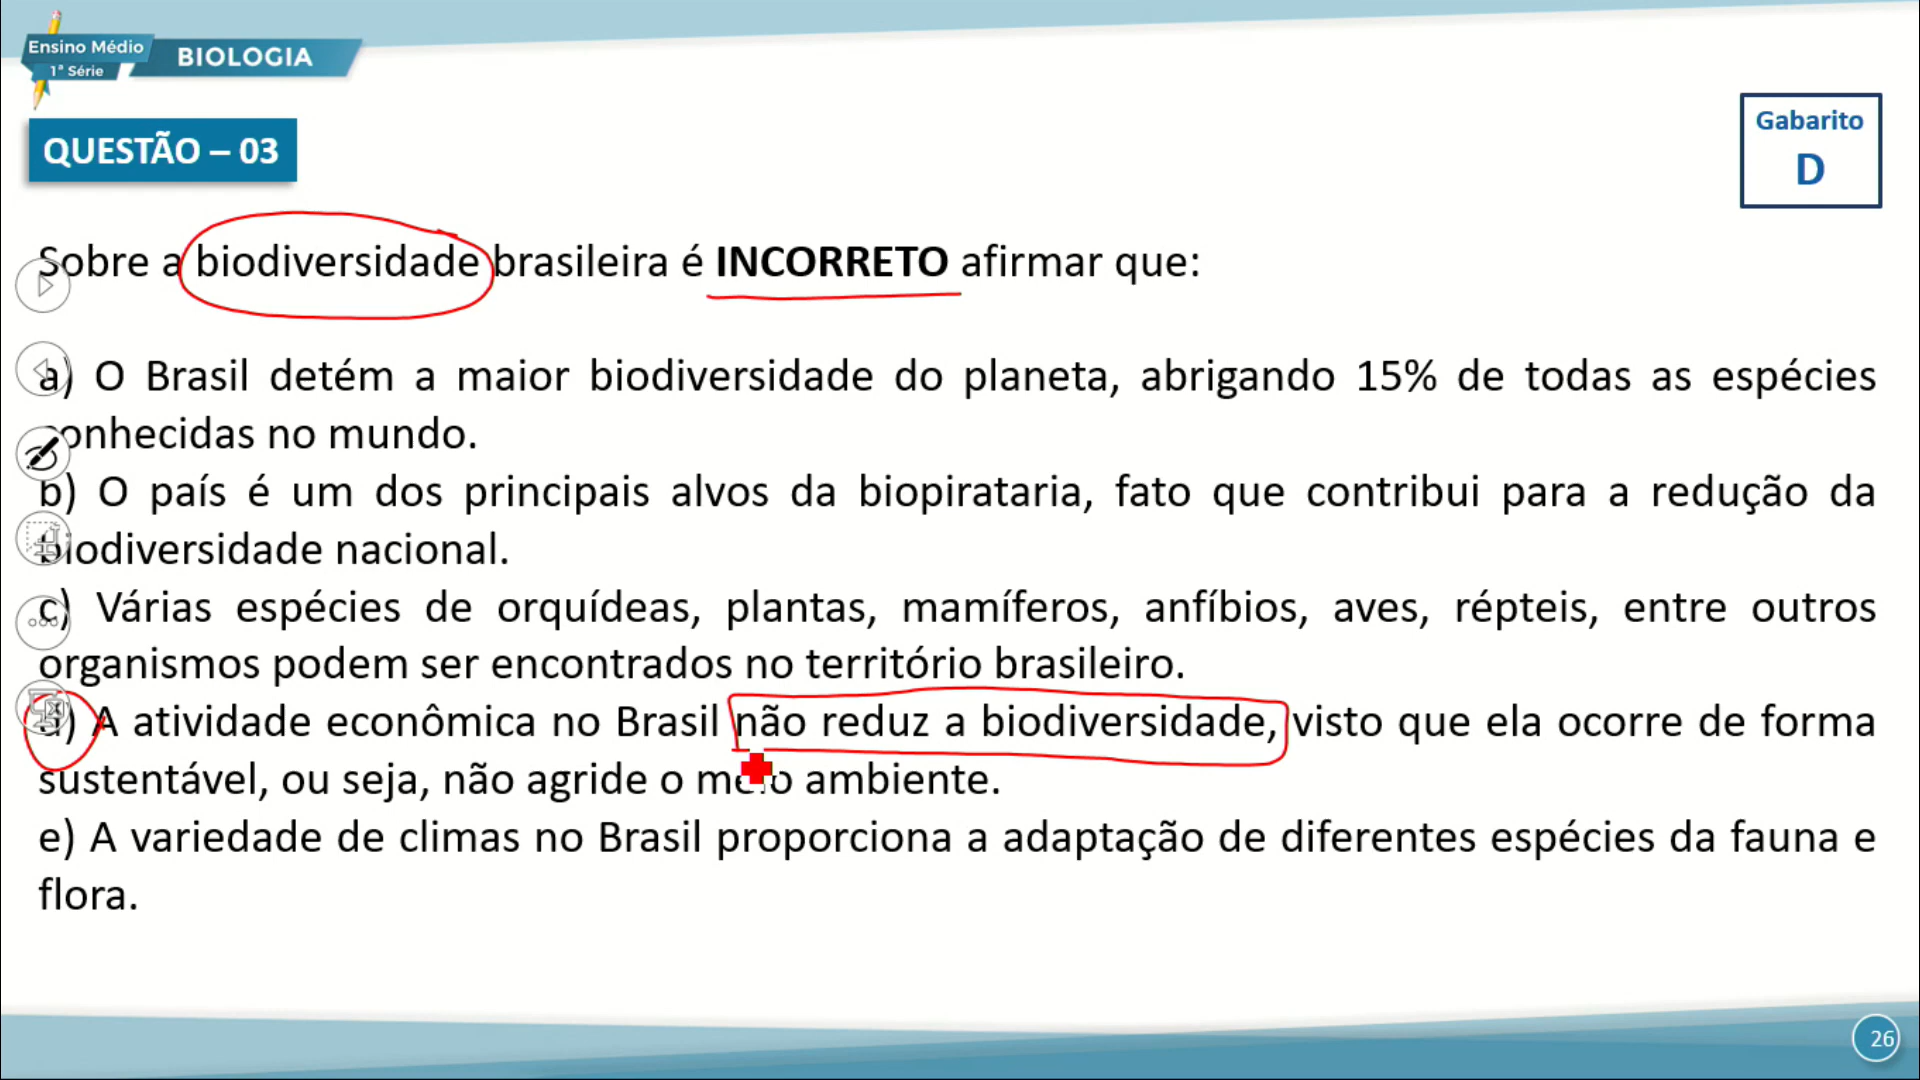 Ensino Médio
1ª Série
BIOLOGIA
QUESTÃO – 03
Gabarito
D
Sobre a biodiversidade brasileira é INCORRETO afirmar que:
a) O Brasil detém a maior biodiversidade do planeta, abrigando 15% de todas as espécies
conhecidas no mundo.
b) O país é um dos principais alvos da biopirataria, fato que contribui para a redução da
biodiversidade nacional.
c) Várias espécies de orquídeas, plantas, mamíferos, anfíbios, aves, répteis, entre outros
organismos podem ser encontrados no território brasileiro.
d) A atividade econômica no Brasil não reduz a biodiversidade, visto que ela ocorre de forma
sustentável, ou seja, não agride o meio ambiente.
e) A variedade de climas no Brasil proporciona a adaptação de diferentes espécies da fauna e
flora.
26